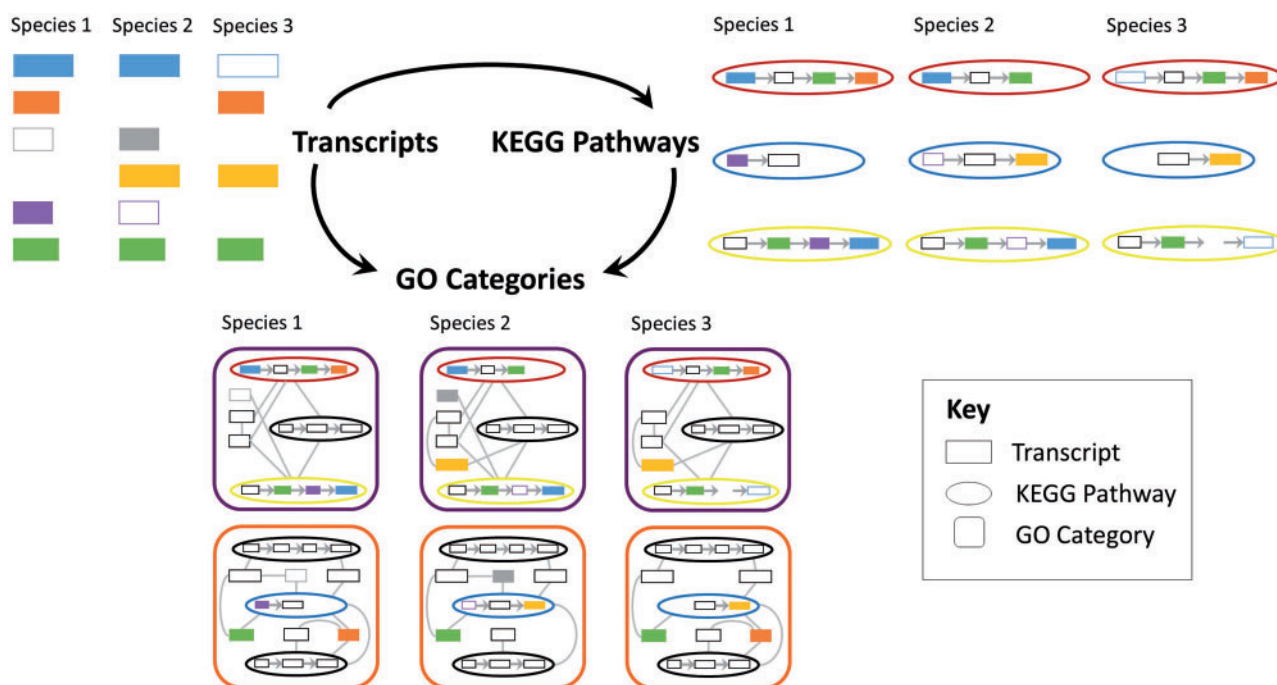 Species 1 Species 2 Species 3
Species 1 Species 2 Species 3
Transcripts KEGG Pathways
GO Categories
Species 1 Species 2 Species 3
Key
Transcript
KEGG Pathway
GO Category